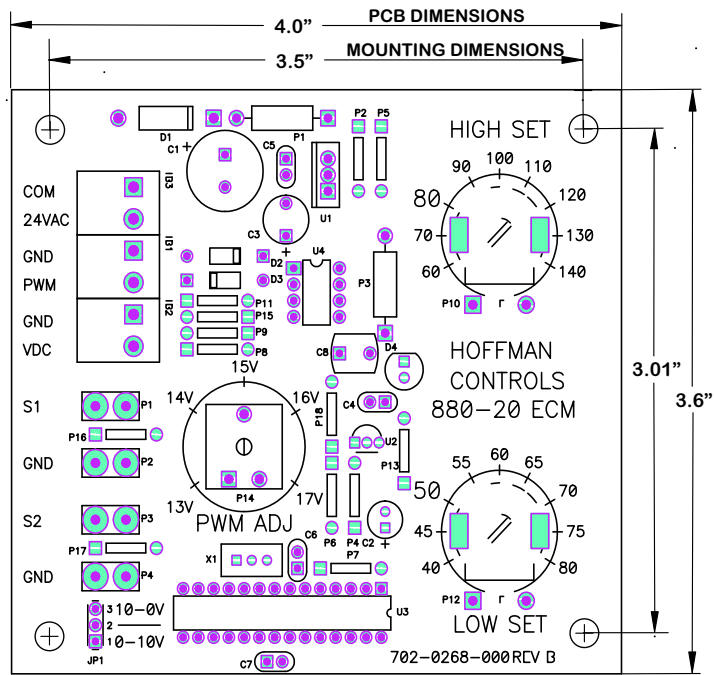 PCB DIMENSIONS
4.0”
MOUNTING DIMENSIONS
3.5”
P2 P5
D1
P1
HIGH SET
C1 +
C5
100
90 110
80 120
70 130
60 140
COM
24VAC
IB3
U1
GND
PWM
IB1
C3
+
U4
D2
D3
P3
GND
VDC
IB2
P11
P15
P9
P8
P10
C8
D4
HOFFMAN
CONTROLS
880-20 ECM
3.01”
3.6”
15V
14V 16V
13V 17V
P14
PWM ADJ
S1
P1
P16
GND
P2
S2
P3
P17
GND
P4
P18
C4
U2
P13
P6 P4 C2 +
60
55 65
50 70
45 75
40 80
X1
C6
P7
P12
LOW SET
U3
3 10-0V
2
1 10-10V
JP1
C7
702-0268-000 REV B